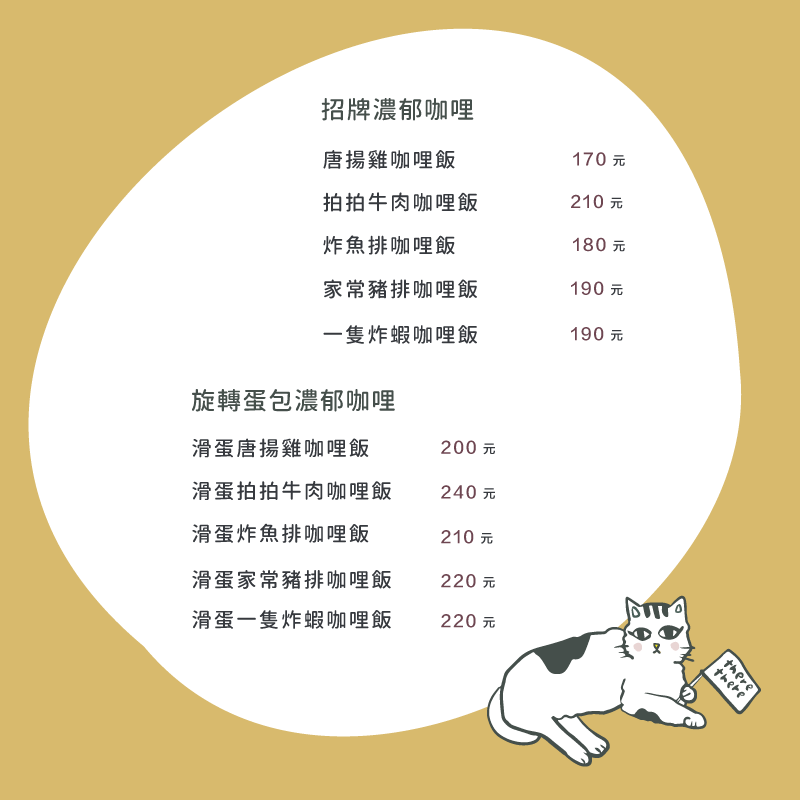 招牌濃郁咖哩
唐揚雞咖哩飯 170 元
拍拍牛肉咖哩飯 210 元
炸魚排咖哩飯 180 元
家常豬排咖哩飯 190 元
一隻炸蝦咖哩飯 190 元
旋轉蛋包濃郁咖哩
滑蛋唐揚雞咖哩飯 200 元
滑蛋拍拍牛肉咖哩飯 240 元
滑蛋炸魚排咖哩飯 210 元
滑蛋家常豬排咖哩飯 220 元
滑蛋一隻炸蝦咖哩飯 220 元
there
there